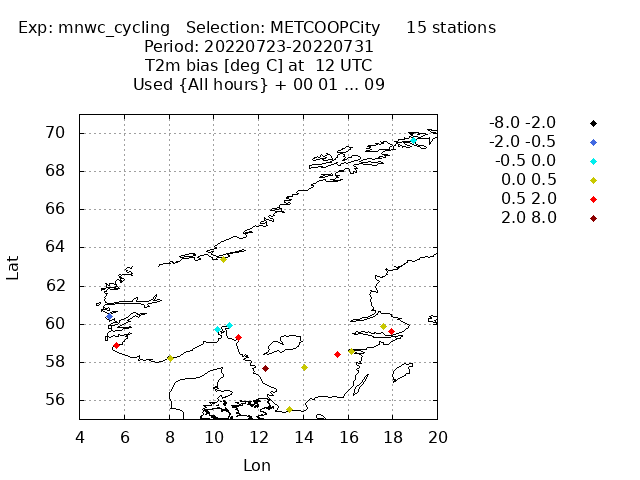 Exp: mnwc_cycling Selection: METCOOPCity 15 stations
Period: 20220723-20220731
T2m bias [deg C] at 12 UTC
Used {All hours} + 00 01 ... 09
-8.0 -2.0
-2.0 -0.5
-0.5 0.0
0.0 0.5
0.5 2.0
2.0 8.0
Lat
70
68
66
64
62
60
58
56
4 6 8 10 12 14 16 18 20
Lon